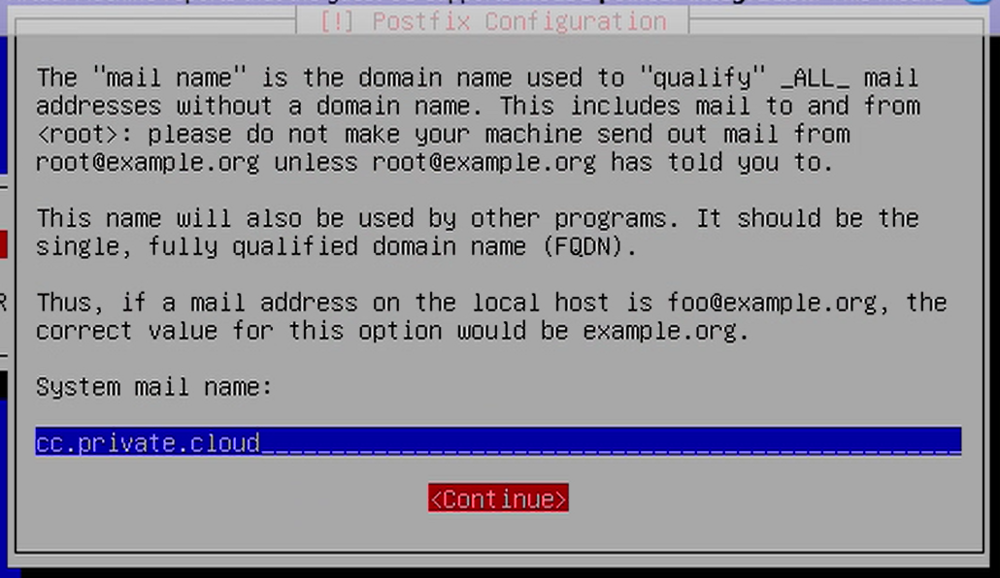 [!] Postfix Configuration
The "mail name" is the domain name used to "qualify" _ALL_ mail
addresses without a domain name. This includes mail to and from
<root>: please do not make your machine send out mail from
root@example.org unless root@example.org has told you to.
This name will also be used by other programs. It should be the
single, fully qualified domain name (FQDN).
Thus, if a mail address on the local host is foo@example.org, the
correct value for this option would be example.org.
System mail name:
cc.private.cloud
<Continue>